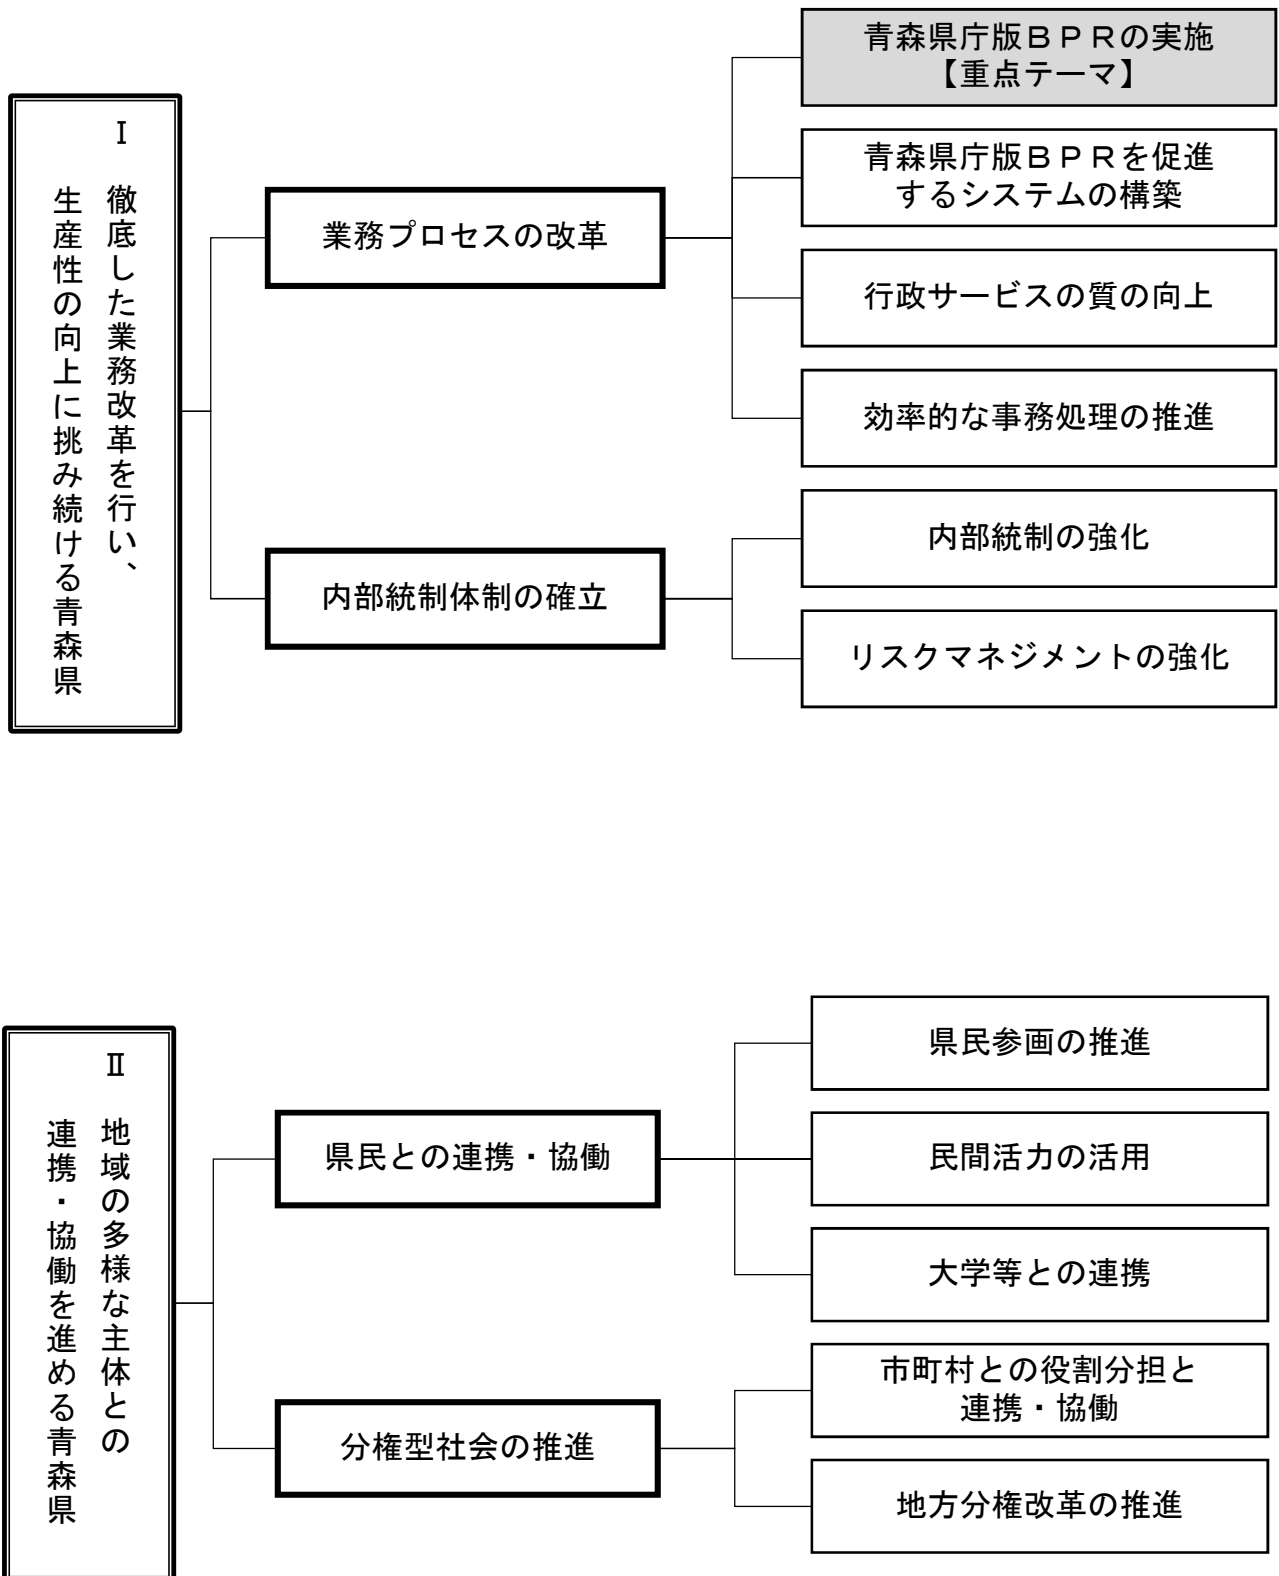 Ⅰ　徹底した業務改革を行い、
生産性の向上に挑み続ける青森県
業務プロセスの改革
青森県庁版ＢＰＲの実施
【重点テーマ】
青森県庁版ＢＰＲを促進
するシステムの構築
行政サービスの質の向上
効率的な事務処理の推進
内部統制体制の確立
内部統制の強化
リスクマネジメントの強化
Ⅱ　地域の多様な主体との
連携・協働を進める青森県
県民との連携・協働
県民参画の推進
民間活力の活用
大学等との連携
分権型社会の推進
市町村との役割分担と
連携・協働
地方分権改革の推進